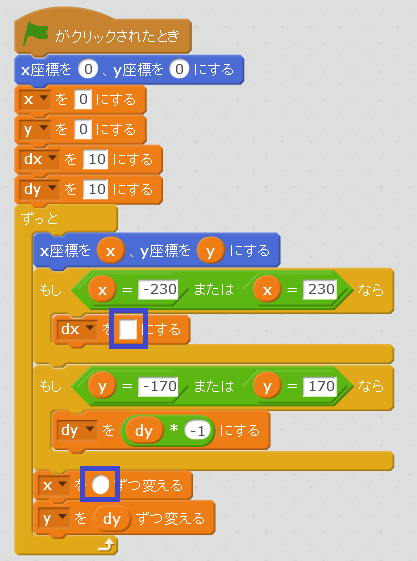 がクリックされたとき
x座標を 0 、y座標を 0 にする
x を 0 にする
y を 0 にする
dx を 10 にする
dy を 10 にする
ずっと
x座標を x 、y座標を y にする
もし x = -230 または x = 230 なら
dx を にする
もし y = -170 または y = 170 なら
dy を dy * -1 にする
x を ずつ変える
y を dy ずつ変える